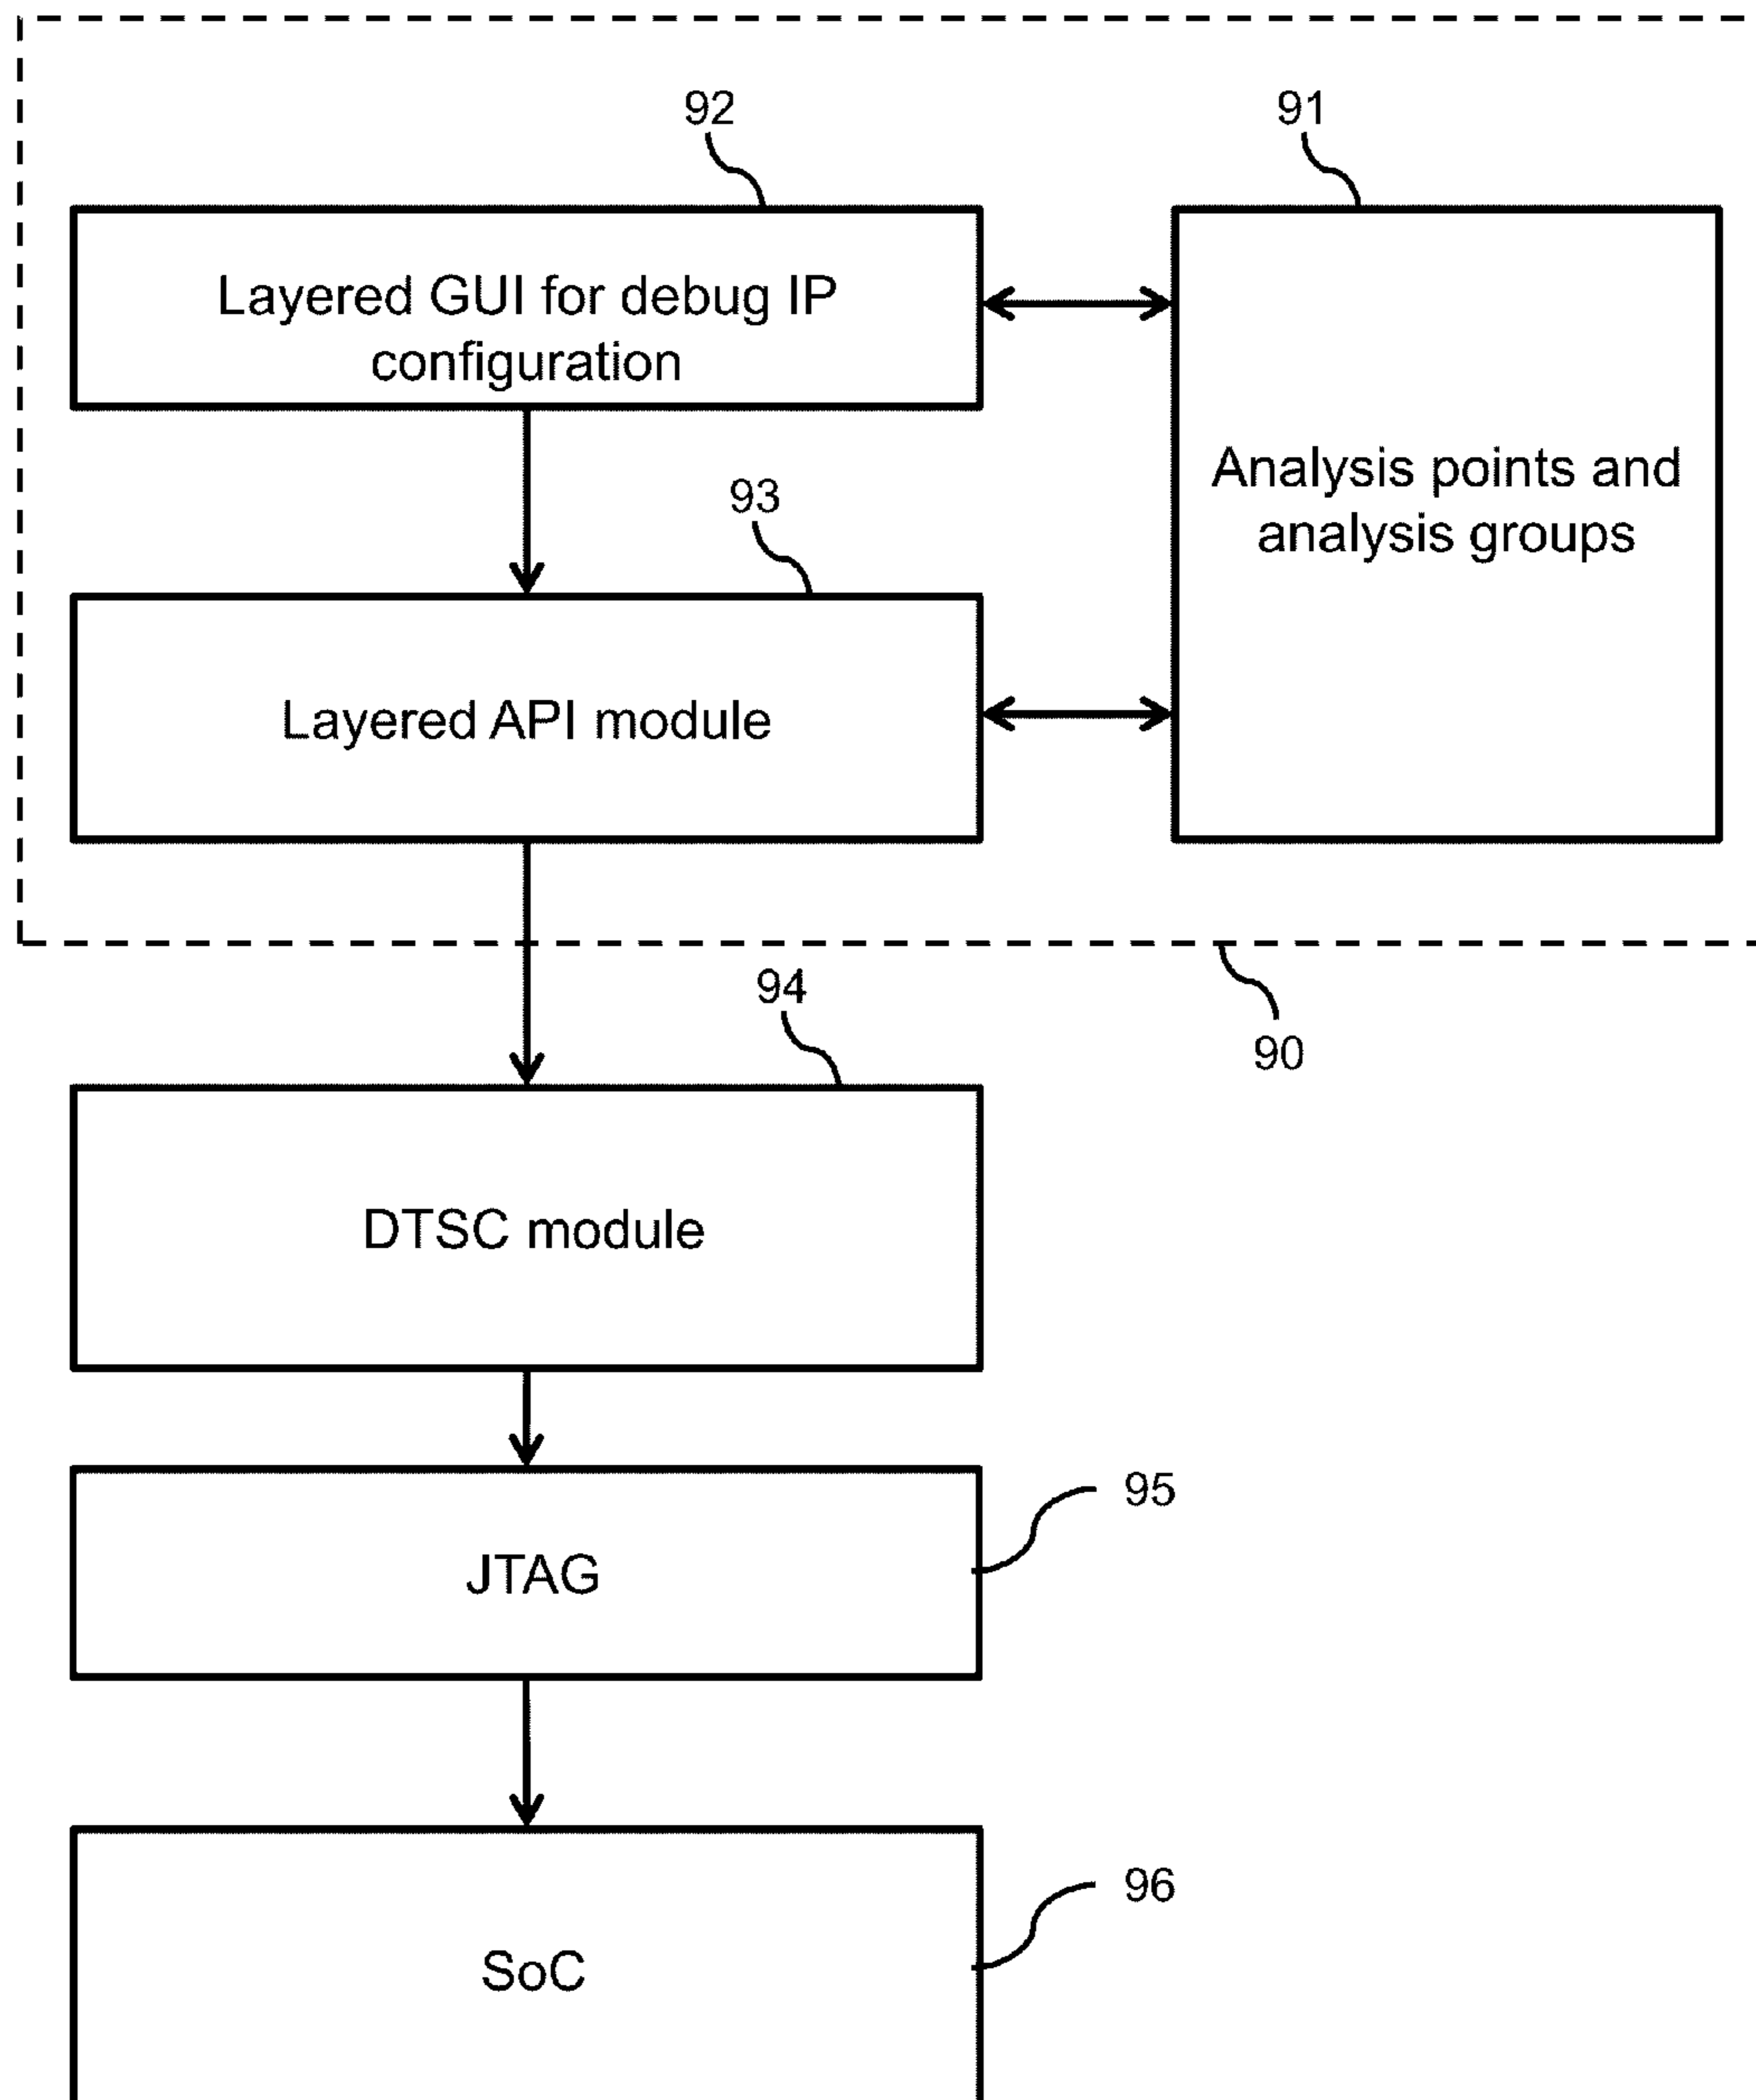 92
91
Layered GUI for debug IP
configuration
Analysis points and
analysis groups
93
Layered API module
94
90
DTSC module
95
JTAG
96
SoC